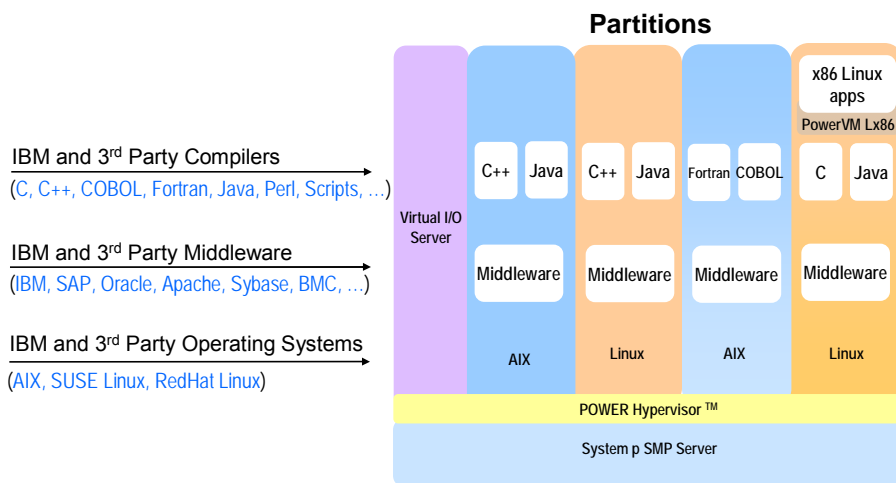 Partitions
x86 Linux
apps
PowerVM Lx86
IBM and 3rd Party Compilers
(C, C++, COBOL, Fortran, Java, Perl, Scripts, …)
C++
Java
C++
Java
Fortran
COBOL
C
Java
Virtual I/O
Server
IBM and 3rd Party Middleware
(IBM, SAP, Oracle, Apache, Sybase, BMC, …)
Middleware
Middleware
Middleware
Middleware
IBM and 3rd Party Operating Systems
(AIX, SUSE Linux, RedHat Linux)
AIX
Linux
AIX
Linux
POWER Hypervisor TM
System p SMP Server